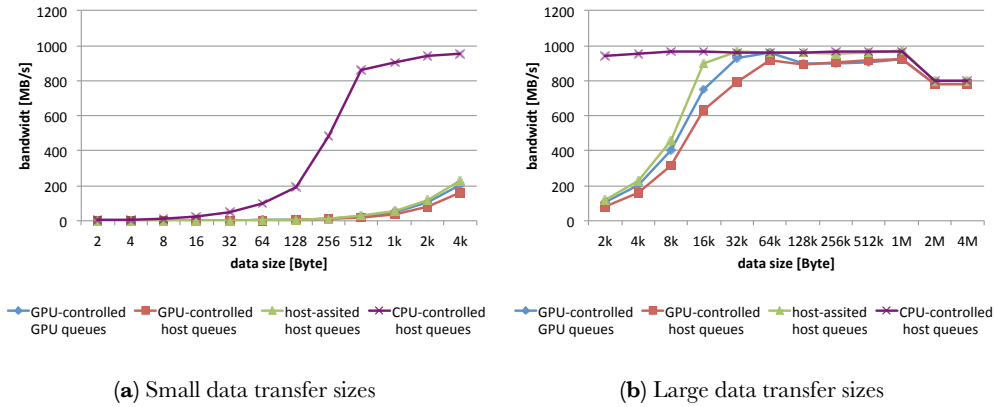 1200
1000
800
600
400
200
0
bandwidt [MB/s]
2 4 8 16 32 64 128 256 512 1k 2k 4k
data size [Byte]
GPU-controlled GPU queues
GPU-controlled host queues
host-assited host queues
CPU-controlled host queues
(a) Small data transfer sizes
1200
1000
800
600
400
200
0
bandwidt [MB/s]
2k 4k 8k 16k 32k 64k 128k 256k 512k 1M 2M 4M
data size [Byte]
GPU-controlled GPU queues
GPU-controlled host queues
host-assited host queues
CPU-controlled host queues
(b) Large data transfer sizes